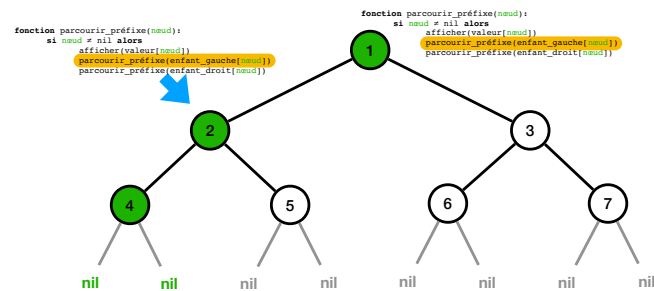 fonction parcourir_préfixe(nœud):
si nœud ≠ nil alors
afficher(valeur[nœud])
parcourir_préfixe(enfant_gauche[nœud])
parcourir_préfixe(enfant_droit[nœud])
fonction parcourir_préfixe(nœud):
si nœud ≠ nil alors
afficher(valeur[nœud])
parcourir_préfixe(enfant_gauche[nœud])
parcourir_préfixe(enfant_droit[nœud])
1
2
3
4
5
6
7
nil
nil
nil
nil
nil
nil
nil
nil